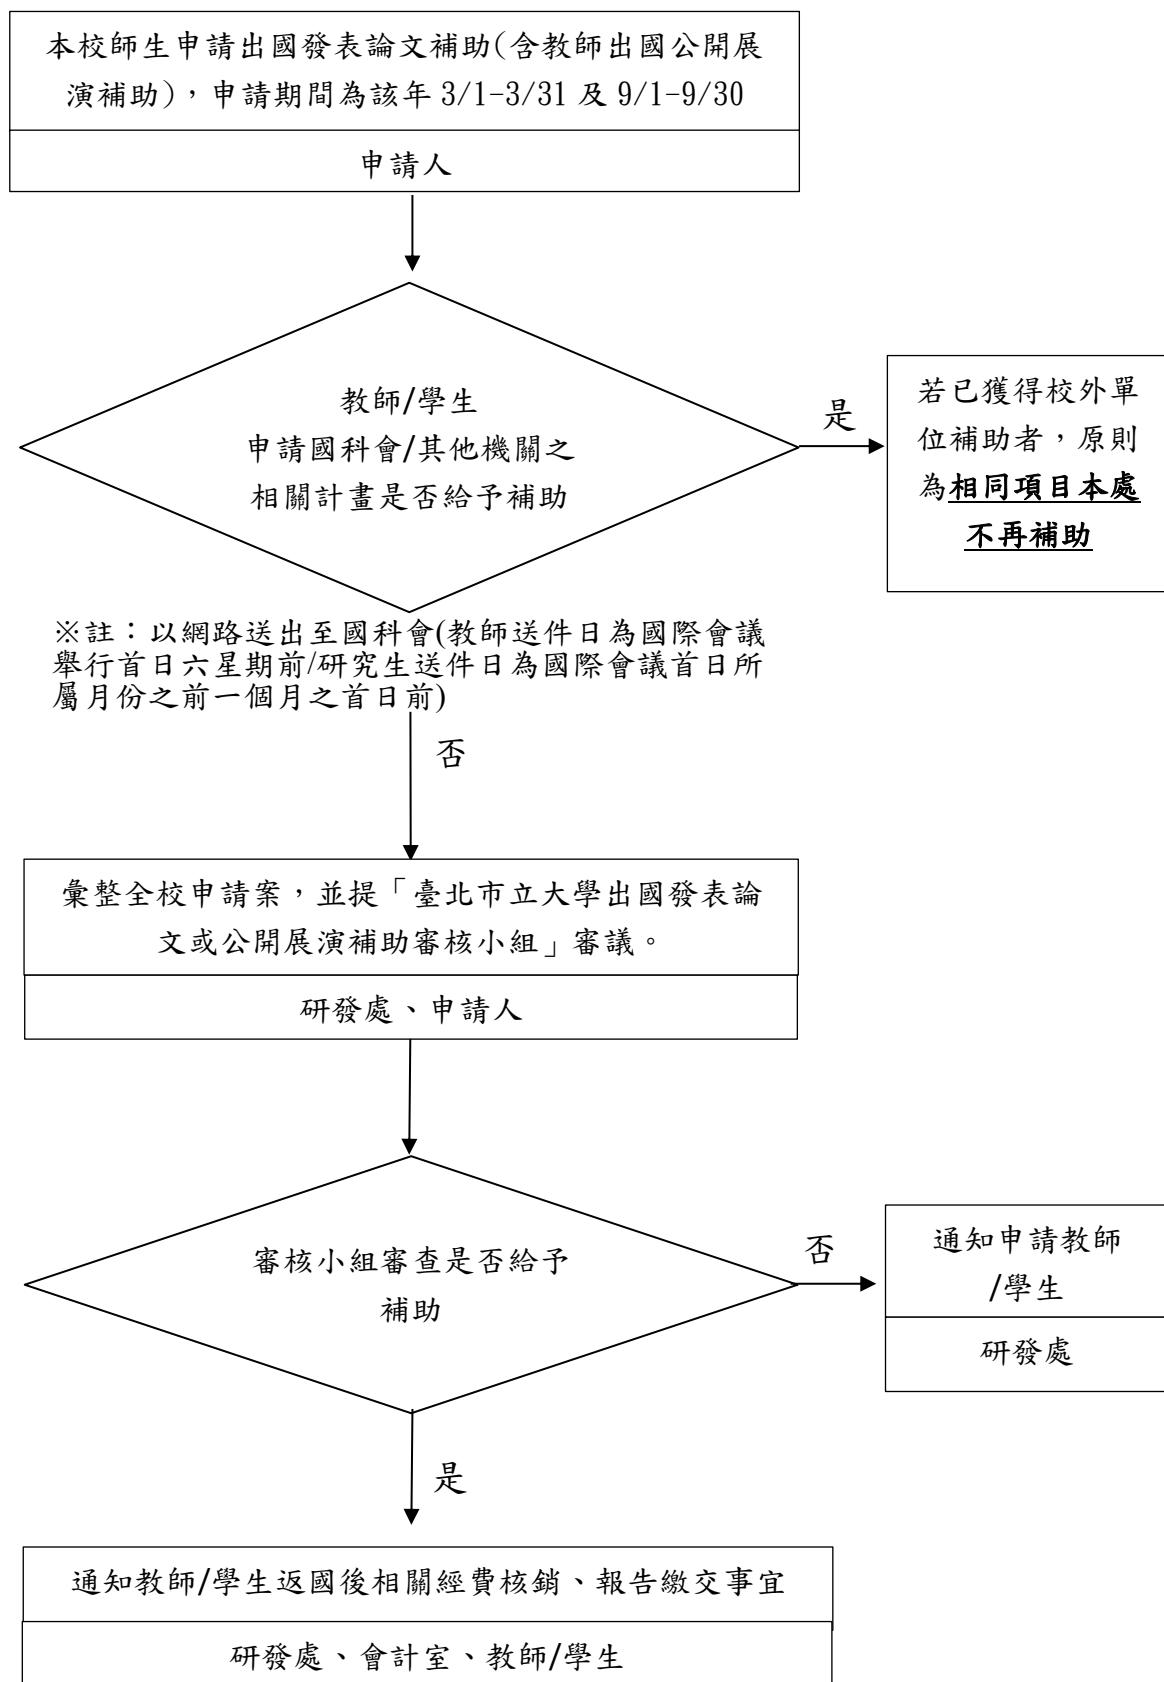 本校師生申請出國發表論文補助(含教師出國公開展
演補助)，申請期間為該年 3/1-3/31 及 9/1-9/30
申請人
教師/學生
申請國科會/其他機關之
相關計畫是否給予補助
是
若已獲得校外單
位補助者，原則
為相同項目本處
不再補助
※註：以網路送出至國科會(教師送件日為國際會議
舉行首日六星期前/研究生送件日為國際會議首日所
屬月份之前一個月之首日前)
否
彙整全校申請案，並提「臺北市立大學出國發表論
文或公開展演補助審核小組」審議。
研發處、申請人
審核小組審查是否給予
補助
否
通知申請教師
/學生
研發處
是
通知教師/學生返國後相關經費核銷、報告繳交事宜
研發處、會計室、教師/學生